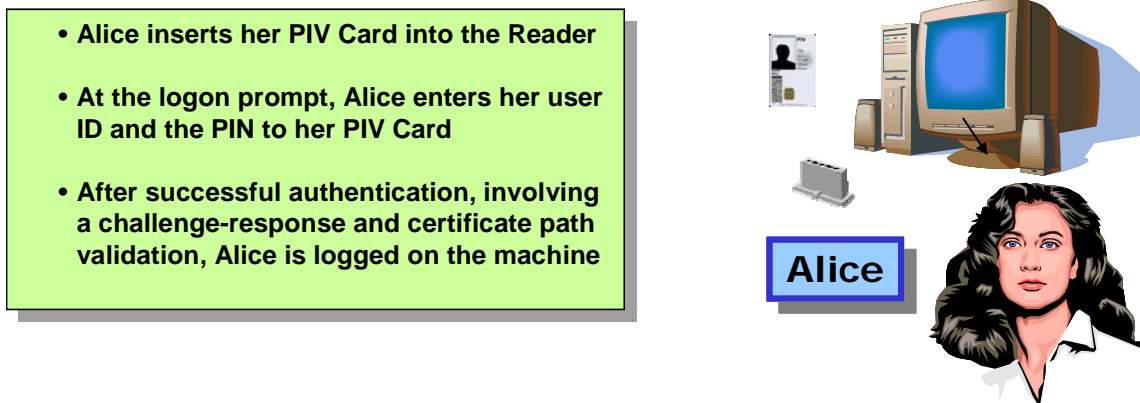 • Alice inserts her PIV Card into the Reader
• At the logon prompt, Alice enters her user
ID and the PIN to her PIV Card
• After successful authentication, involving
a challenge-response and certificate path
validation, Alice is logged on the machine
PIV
Alice